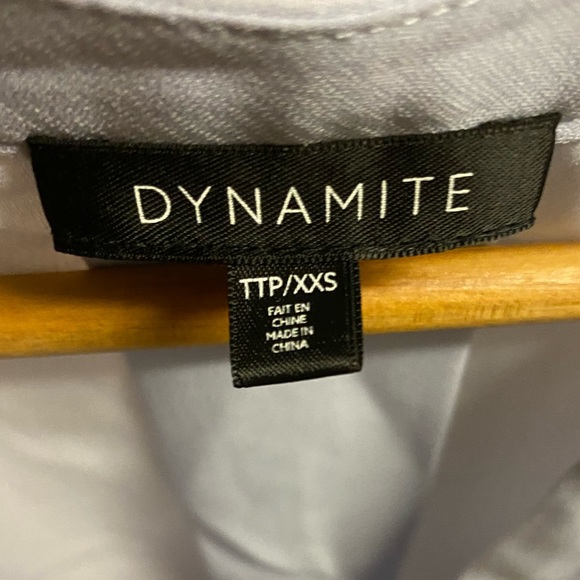 DYNAMITE
TTP/XXS
FAIT EN
CHINE
MADE IN
CHINA